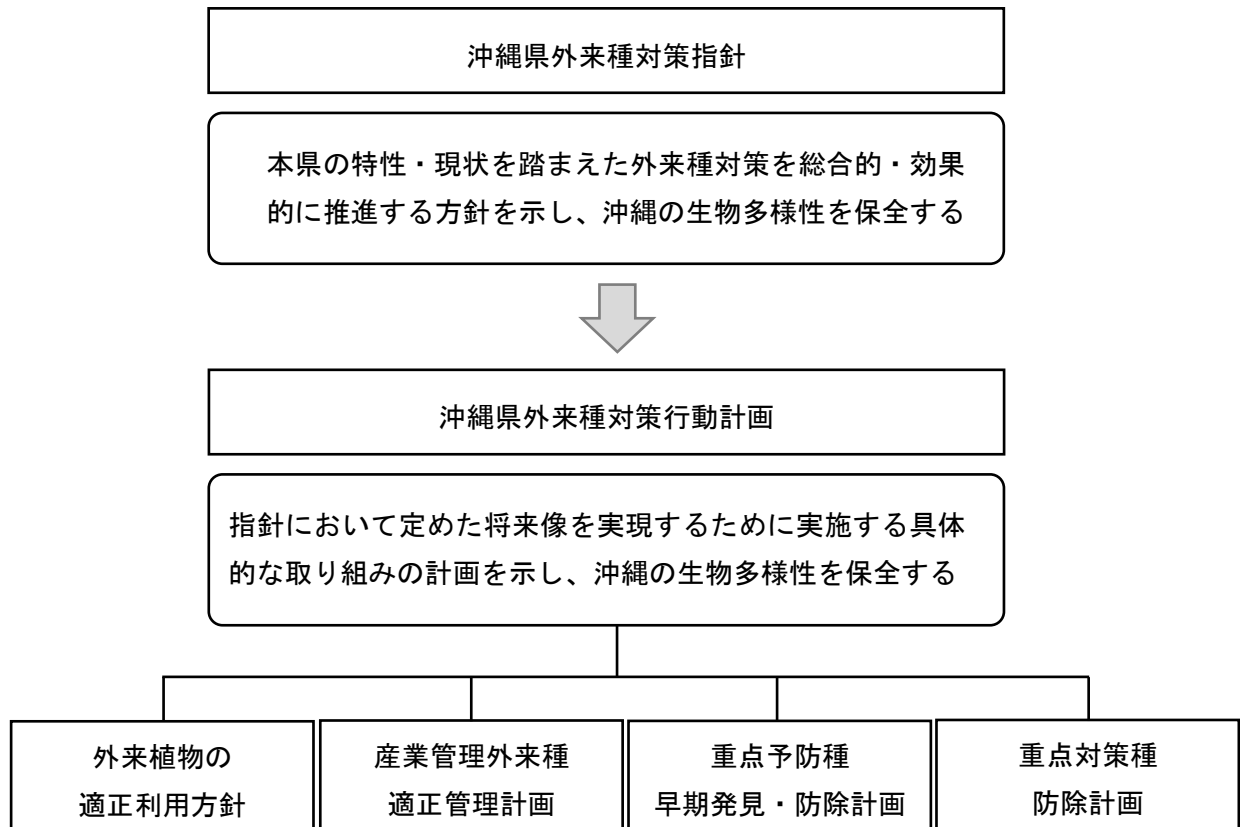 沖縄県外来種対策指針
本県の特性・現状を踏まえた外来種対策を総合的・効果
的に推進する方針を示し、沖縄の生物多様性を保全する
沖縄県外来種対策行動計画
指針において定めた将来像を実現するために実施する具体
的な取り組みの計画を示し、沖縄の生物多様性を保全する
外来植物の
適正利用方針
産業管理外来種
適正管理計画
重点予防種
早期発見・防除計画
重点対策種
防除計画